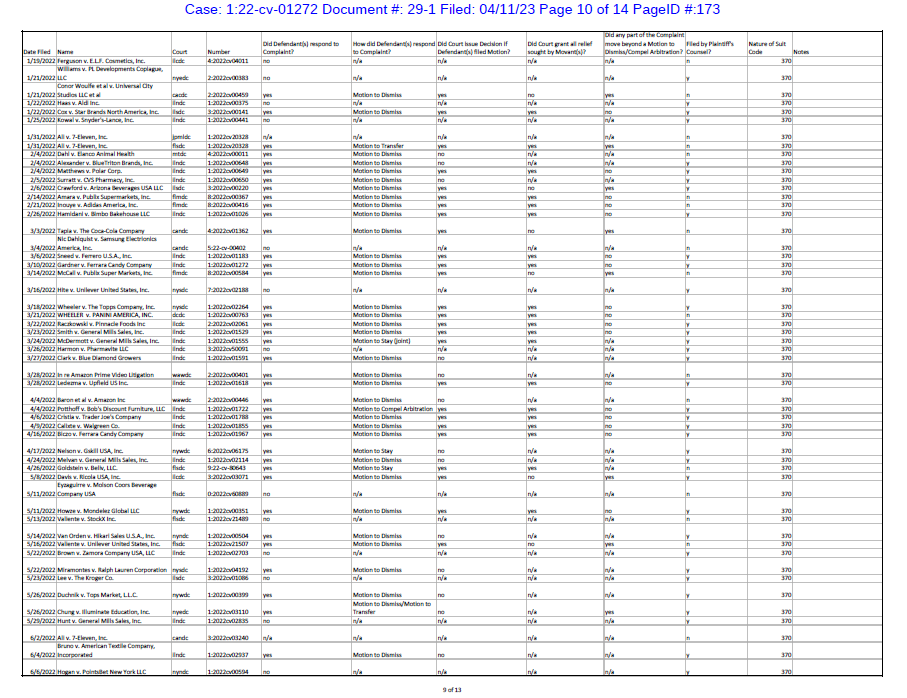 Case: 1:22-cv-01272 Document #: 29-1 Filed: 04/11/23 Page 10 of 14 PageID #:173
Did any part of the Complaint
Did Defendant(s) respond to How did Defendant(s) respond Did Court Issue Decision if Did Court grant all relief move beyond a Motion to Filed by Plaintiff's Nature of Suit
Date Filed Name Court Number Complaint? to Complaint? Defendant(s) filed Motion? sought by Movant(s)? Dismiss/Compel Arbitration? Counsel? Code Notes
1/19/2022 Ferguson v. E.L.F. Cosmetics, Inc. ilcdc 4:2022cv04011 no n/a n/a n/a n/a n 370
Williams v. PL Developments Copiague,
1/21/2022 LLC nyedc 2:2022cv00383 no n/a n/a n/a n/a y 370
Conor Woulfe et al v. Universal City
1/21/2022 Studios LLC et al cacdc 2:2022cv00459 yes Motion to Dismiss yes no yes n 370
1/22/2022 Haas v. Aldi Inc. ilndc 1:2022cv00375 no n/a n/a n/a n/a y 370
1/22/2022 Cox v. Star Brands North America, Inc. ilsdc 3:2022cv00141 yes Motion to Dismiss yes yes no y 370
1/25/2022 Kowal v. Snyder's-Lance, Inc. ilndc 1:2022cv00441 no n/a n/a n/a n/a y 370
1/31/2022 Ali v. 7-Eleven, Inc. jpmldc 1:2022cv20328 n/a n/a n/a n/a n/a n 370
1/31/2022 Ali v. 7-Eleven, Inc. flsdc 1:2022cv20328 yes Motion to Transfer yes yes yes n 370
2/4/2022 Dahl v. Elanco Animal Health mtdc 4:2022cv00011 yes Motion to Dismiss no n/a n/a n 370
2/4/2022 Alexander v. BlueTriton Brands, Inc. ilndc 1:2022cv00648 yes Motion to Dismiss no n/a n/a y 370
2/4/2022 Matthews v. Polar Corp. ilndc 1:2022cv00649 yes Motion to Dismiss yes yes n/a y 370
2/5/2022 Surratt v. CVS Pharmacy, Inc. ilndc 1:2022cv00650 yes Motion to Dismiss no n/a n/a y 370
2/6/2022 Crawford v. Arizona Beverages USA LLC ilsdc 3:2022cv00220 yes Motion to Dismiss yes no yes y 370
2/14/2022 Amara v. Publix Supermarkets, Inc. flmdc 8:2022cv00367 yes Motion to Dismiss yes yes no n 370
2/21/2022 Inouye v. Adidas America, Inc. flmdc 8:2022cv00416 yes Motion to Dismiss yes yes no n 370
2/26/2022 Hamidani v. Bimbo Bakehouse LLC ilndc 1:2022cv01026 yes Motion to Dismiss yes yes no y 370
3/3/2022 Tapia v. The Coca-Cola Company candc 4:2022cv01362 yes Motion to Dismiss yes no yes n 370
Nic Dahlquist v. Samsung Electrionics
3/4/2022 America, Inc. candc 5:22-cv-00402 no n/a n/a n/a n/a n 370
3/6/2022 Sneed v. Ferrero U.S.A., Inc. ilndc 1:2022cv01183 yes Motion to Dismiss yes yes no y 370
3/10/2022 Gardner v. Ferrara Candy Company ilndc 1:2022cv01272 yes Motion to Dismiss yes yes no y 370
3/14/2022 McCall v. Publix Super Markets, Inc. flmdc 8:2022cv00584 yes Motion to Dismiss yes no yes n 370
3/16/2022 Hite v. Unilever United States, Inc. nysdc 7:2022cv02188 no n/a n/a n/a n/a y 370
3/18/2022 Wheeler v. The Topps Company, Inc. nysdc 1:2022cv02264 yes Motion to Dismiss yes yes no y 370
3/21/2022 WHEELER v. PANINI AMERICA, INC. dcdc 1:2022cv00763 yes Motion to Dismiss yes yes no y 370
3/22/2022 Raczkowski v. Pinnacle Foods Inc ilcdc 2:2022cv02061 yes Motion to Dismiss yes yes no y 370
3/23/2022 Smith v. General Mills Sales, Inc. ilndc 1:2022cv01529 yes Motion to Dismiss yes yes no y 370
3/24/2022 McDermott v. General Mills Sales, Inc. ilndc 1:2022cv01555 yes Motion to Stay (joint) yes yes n/a y 370
3/26/2022 Harmon v. Pharmavite LLC ilndc 3:2022cv50091 no n/a n/a n/a n/a y 370
3/27/2022 Clark v. Blue Diamond Growers ilndc 1:2022cv01591 yes Motion to Dismiss no n/a n/a y 370
3/28/2022 In re Amazon Prime Video Litigation wawdc 2:2022cv00401 yes Motion to Dismiss no n/a n/a n 370
3/28/2022 Ledezma v. Upfield US Inc. ilndc 1:2022cv01618 yes Motion to Dismiss yes yes no y 370
4/4/2022 Baron et al v. Amazon Inc wawdc 2:2022cv00446 yes Motion to Dismiss no n/a n/a n 370
4/4/2022 Potthoff v. Bob's Discount Furniture, LLC ilndc 1:2022cv01722 yes Motion to Compel Arbitration yes yes no y 370
4/6/2022 Cristia v. Trader Joe's Company ilndc 1:2022cv01788 yes Motion to Dismiss yes yes no y 370
4/9/2022 Calixte v. Walgreen Co. ilndc 1:2022cv01855 yes Motion to Dismiss yes yes no y 370
4/16/2022 Biczo v. Ferrara Candy Company ilndc 1:2022cv01967 yes Motion to Dismiss yes yes no y 370
4/17/2022 Nelson v. Gskill USA, Inc. nywdc 6:2022cv06175 yes Motion to Stay no n/a n/a y 370
4/24/2022 Melvan v. General Mills Sales, Inc. ilndc 1:2022cv02114 yes Motion to Dismiss no n/a n/a y 370
4/26/2022 Goldstein v. Beliv, LLC. flsdc 9:22-cv-80643 yes Motion to Stay yes yes n/a n 370
5/8/2022 Davis v. Ricola USA, Inc. ilcdc 3:2022cv03071 yes Motion to Dismiss yes no yes y 370
Eyzaguirre v. Molson Coors Beverage
5/11/2022 Company USA flsdc 0:2022cv60889 no n/a n/a n/a n/a y 370
5/11/2022 Howze v. Mondelez Global LLC nywdc 1:2022cv00351 yes Motion to Dismiss yes yes no y 370
5/13/2022 Valiente v. StockX Inc. flsdc 1:2022cv21489 no n/a n/a n/a n/a n 370
5/16/2022 Van Orden v. Hikari Sales U.S.A., Inc. nyndc 1:2022cv00504 yes Motion to Dismiss no n/a n/a y 370
5/16/2022 Valiente v. Unilever United States, Inc. flsdc 1:2022cv21507 yes Motion to Dismiss yes no yes n 370
5/22/2022 Brown v. Zamora Company USA, LLC ilndc 1:2022cv02703 no n/a n/a n/a n/a y 370
5/22/2022 Miramontes v. Ralph Lauren Corporation nysdc 1:2022cv04192 yes Motion to Dismiss no n/a n/a y 370
5/23/2022 Lee v. The Kroger Co. ilsdc 3:2022cv01086 no n/a n/a n/a n/a y 370
5/26/2022 Duchnik v. Tops Market, L.L.C. nywdc 1:2022cv00399 yes Motion to Dismiss no n/a n/a y 370
Motion to Dismiss/Motion to
5/26/2022 Chung v. Illuminate Education, Inc. nyedc 1:2022cv03110 yes Transfer no n/a yes y 370
5/29/2022 Hunt v. General Mills Sales, Inc. ilndc 1:2022cv02835 no n/a n/a n/a n/a y 370
6/2/2022 Ali v. 7-Eleven, Inc. candc 3:2022cv03240 n/a n/a n/a n/a n/a n 370
Bruno v. American Textile Company,
6/4/2022 Incorporated ilndc 1:2022cv02937 yes Motion to Dismiss no n/a n/a y 370
6/6/2022 Hogan v. PointsBet New York LLC nyndc 1:2022cv00594 no n/a n/a n/a n/a y 370
9 of 13